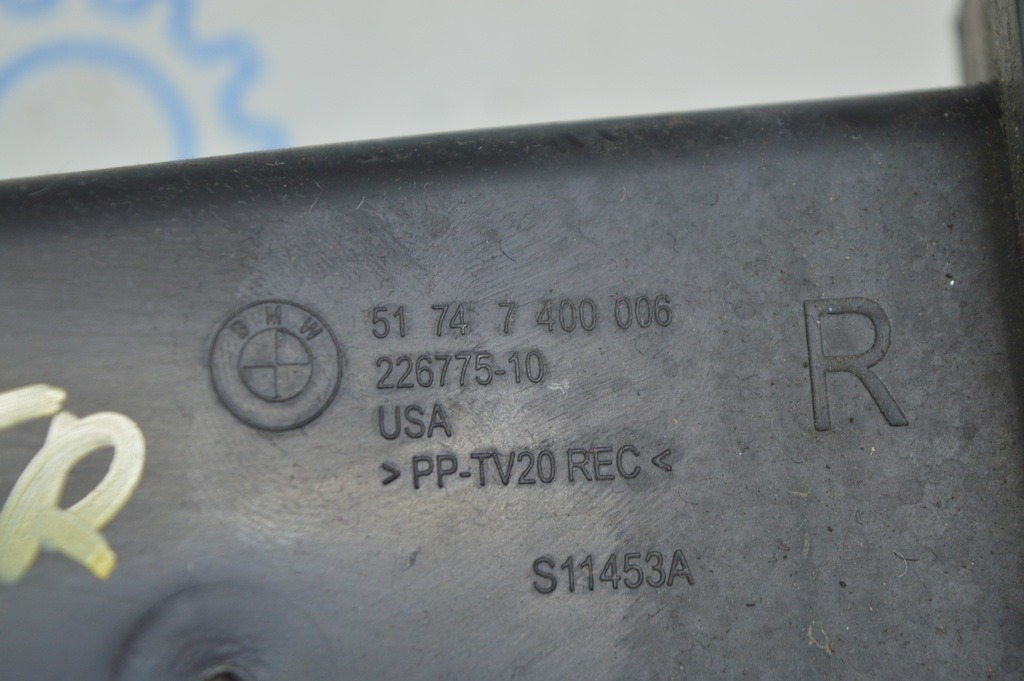 BMW
51 74 7 400 006
226775-10
USA
>PP-TV20 REC<
R
S11453A
R